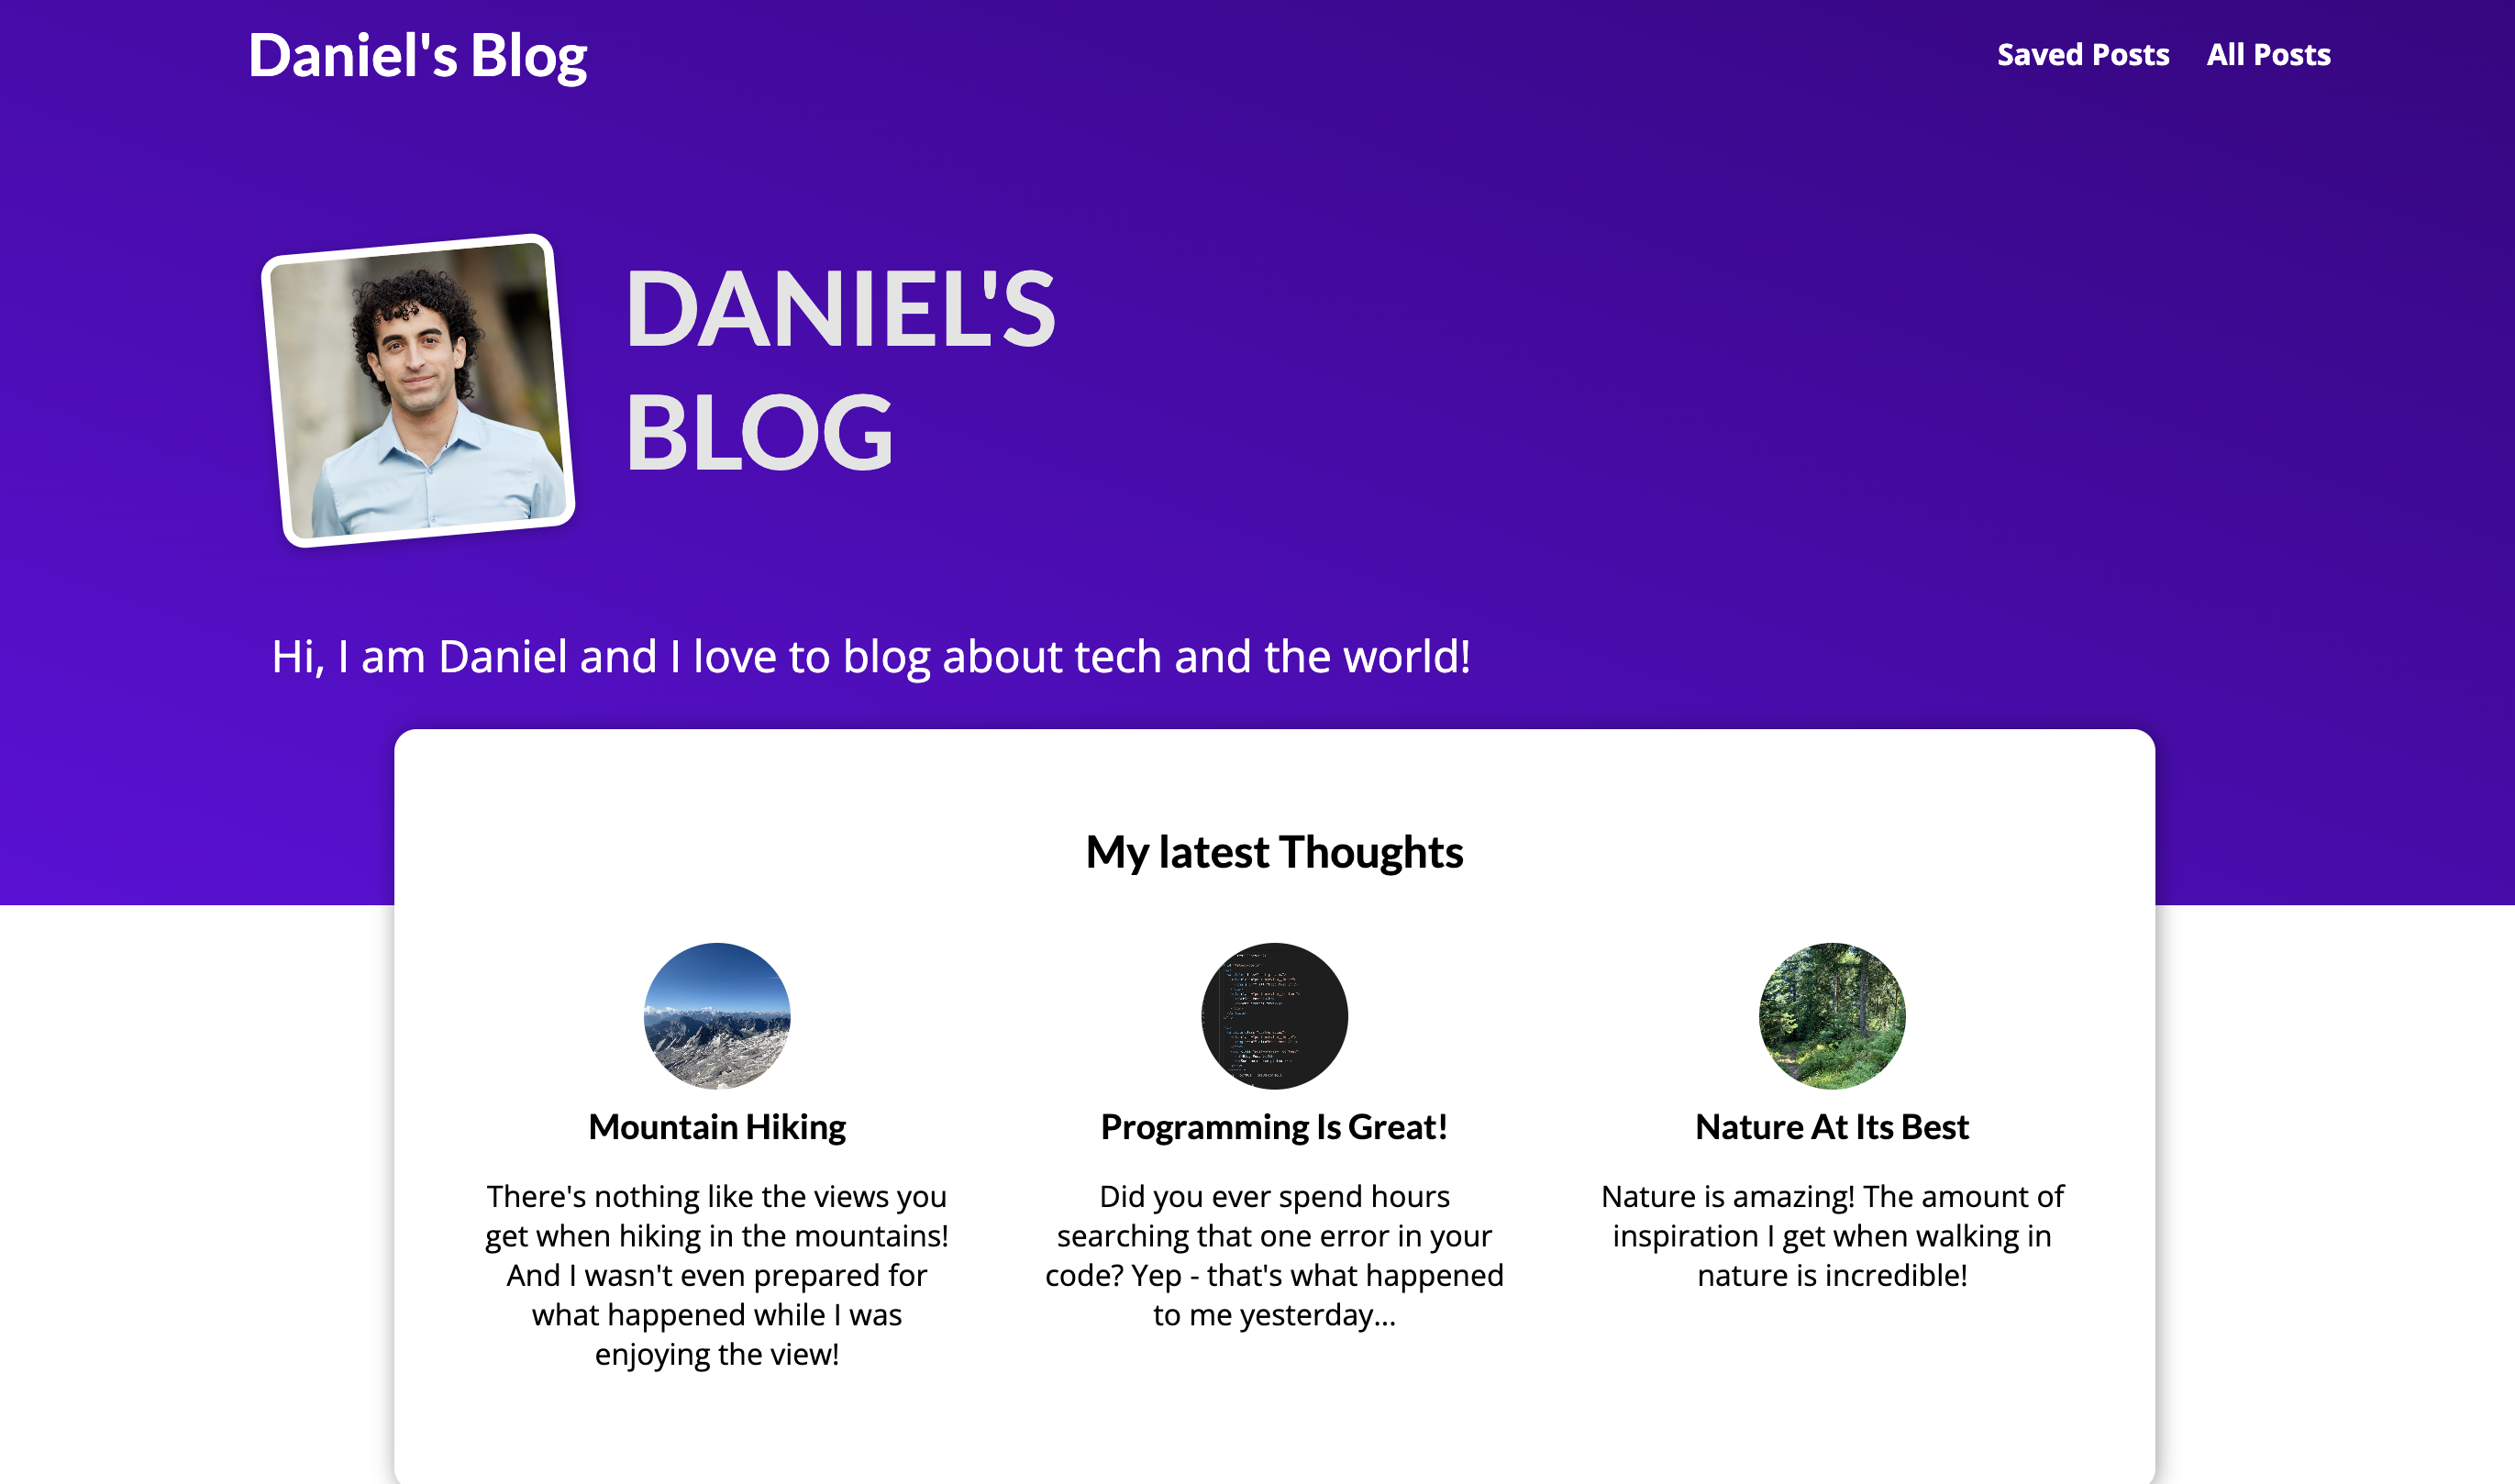 Daniel's Blog
Saved Posts
All Posts
DANIEL'S
BLOG
Hi, I am Daniel and I love to blog about tech and the world!
My latest Thoughts
Mountain Hiking
There's nothing like the views you
get when hiking in the mountains!
And I wasn't even prepared for
what happened while I was
enjoying the view!
Programming Is Great!
Did you ever spend hours
searching that one error in your
code? Yep - that's what happened
to me yesterday...
Nature At Its Best
Nature is amazing! The amount of
inspiration I get when walking in
nature is incredible!